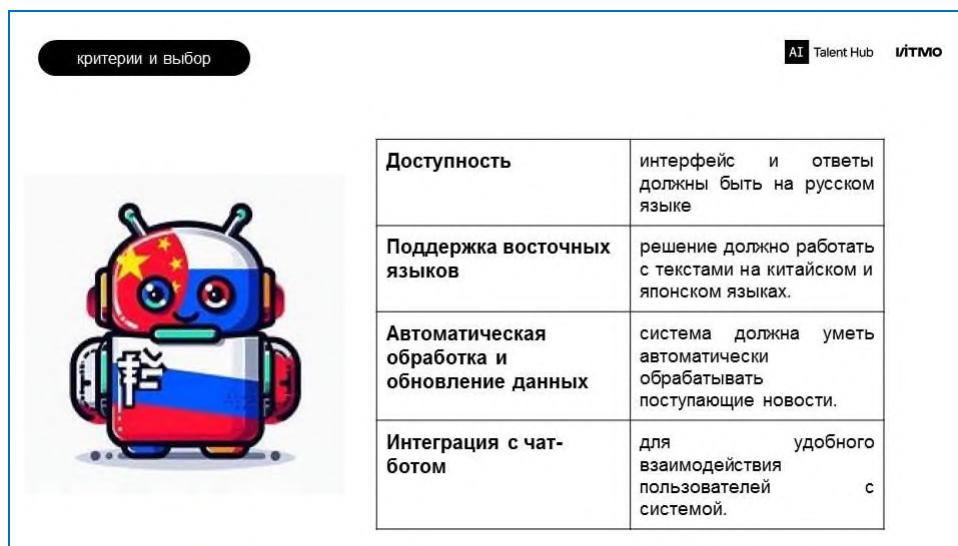 критерии и выбор
AI Talent Hub ИТМО
Доступность
интерфейс и ответы
должны быть на русском
языке
Поддержка восточных
языков
решение должно работать
с текстами на китайском и
японском языках.
Автоматическая
обработка и
обновление данных
система должна уметь
автоматически
обрабатывать
поступающие новости.
Интеграция с чат-
ботом
для удобного
взаимодействия
пользователей с
системой.